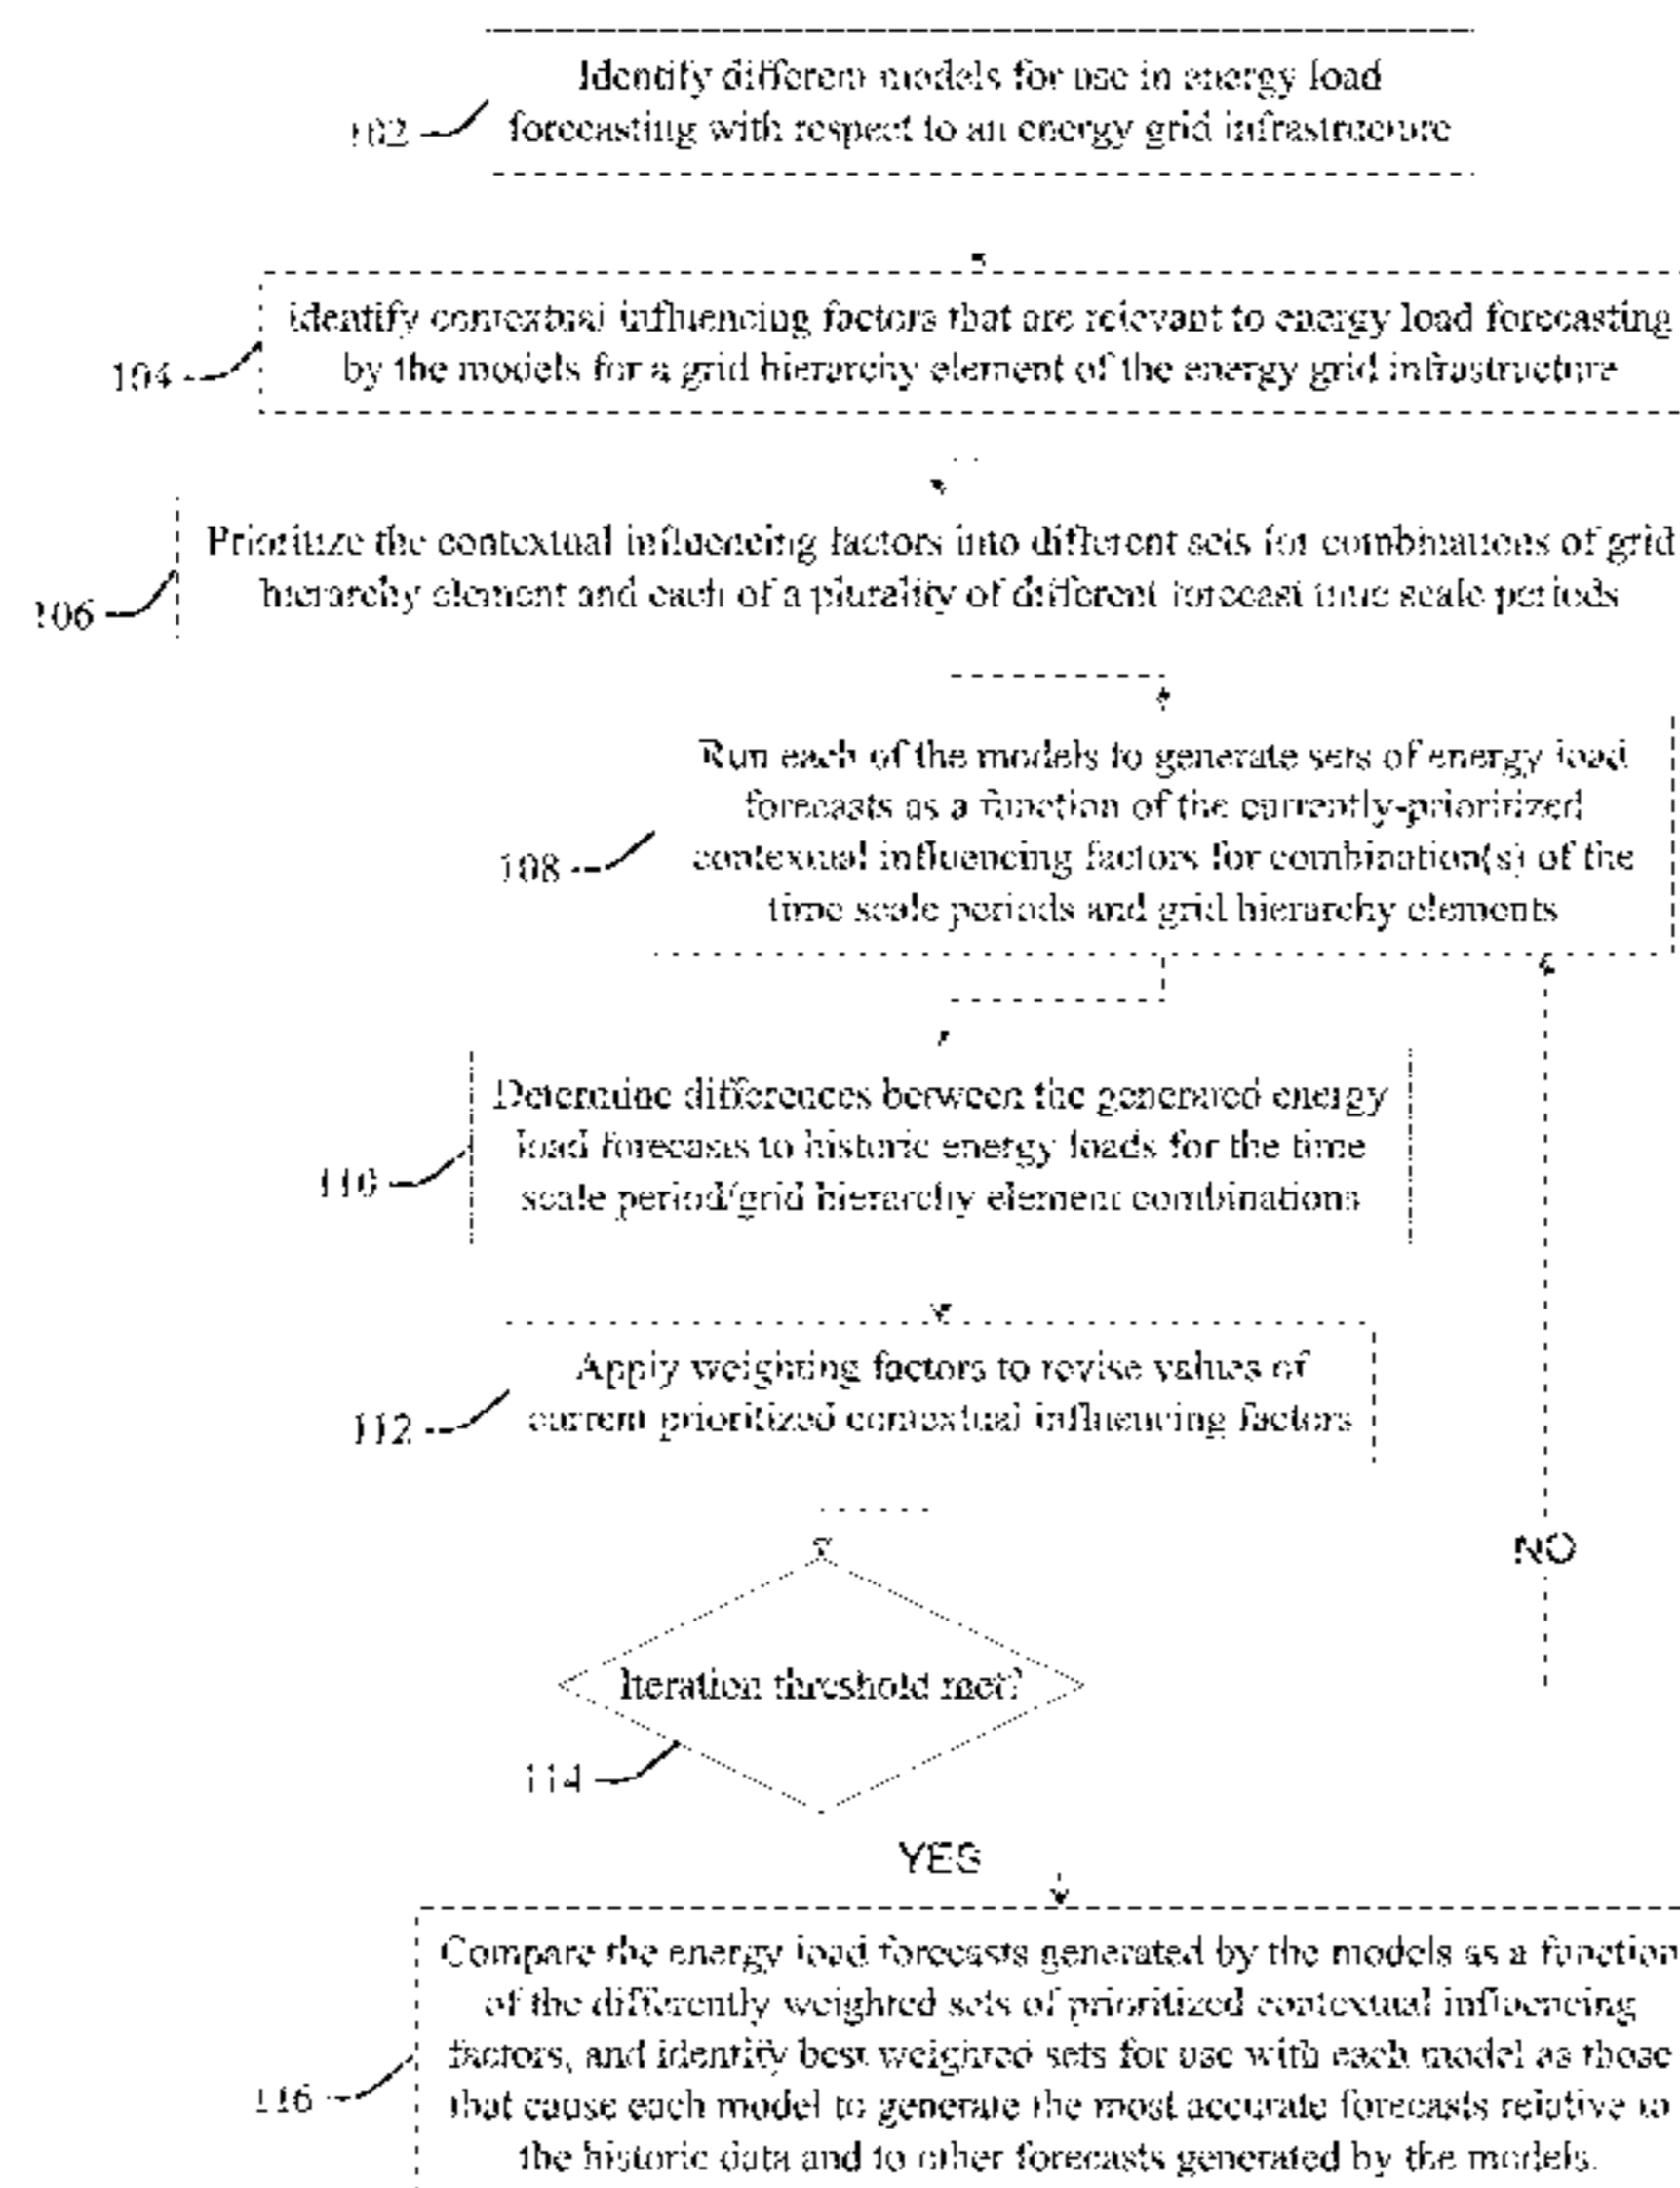 Identify different models for use in energy load
102 forecasting with respect to an energy grid infrastructure
identify contextual influencing factors that are relevant to energy load forecasting
104 by the models for a grid hierarchy element of the energy grid infrastructure
Prioritize the contextual influencing factors into different sets for combinations of grid
106 hierarchy element and each of a plurality of different forecast time scale periods
Run each of the models to generate sets of energy load
forecasts as a function of the currently-prioritized
108 contextual influencing factors for combination(s) of the
time scale periods and grid hierarchy elements
Determine differences between the generated energy
load forecasts to historic energy loads for the time
110 scale period/grid hierarchy element combinations
Apply weighting factors to revise values of
112 current prioritized contextual influencing factors
NO
Iteration threshold met?
114
YES
Compare the energy load forecasts generated by the models as a function
of the differently weighted sets of prioritized contextual influencing
factors, and identify best weighted sets for use with each model as those
116 that cause each model to generate the most accurate forecasts relative to
the historic data and to other forecasts generated by the models.